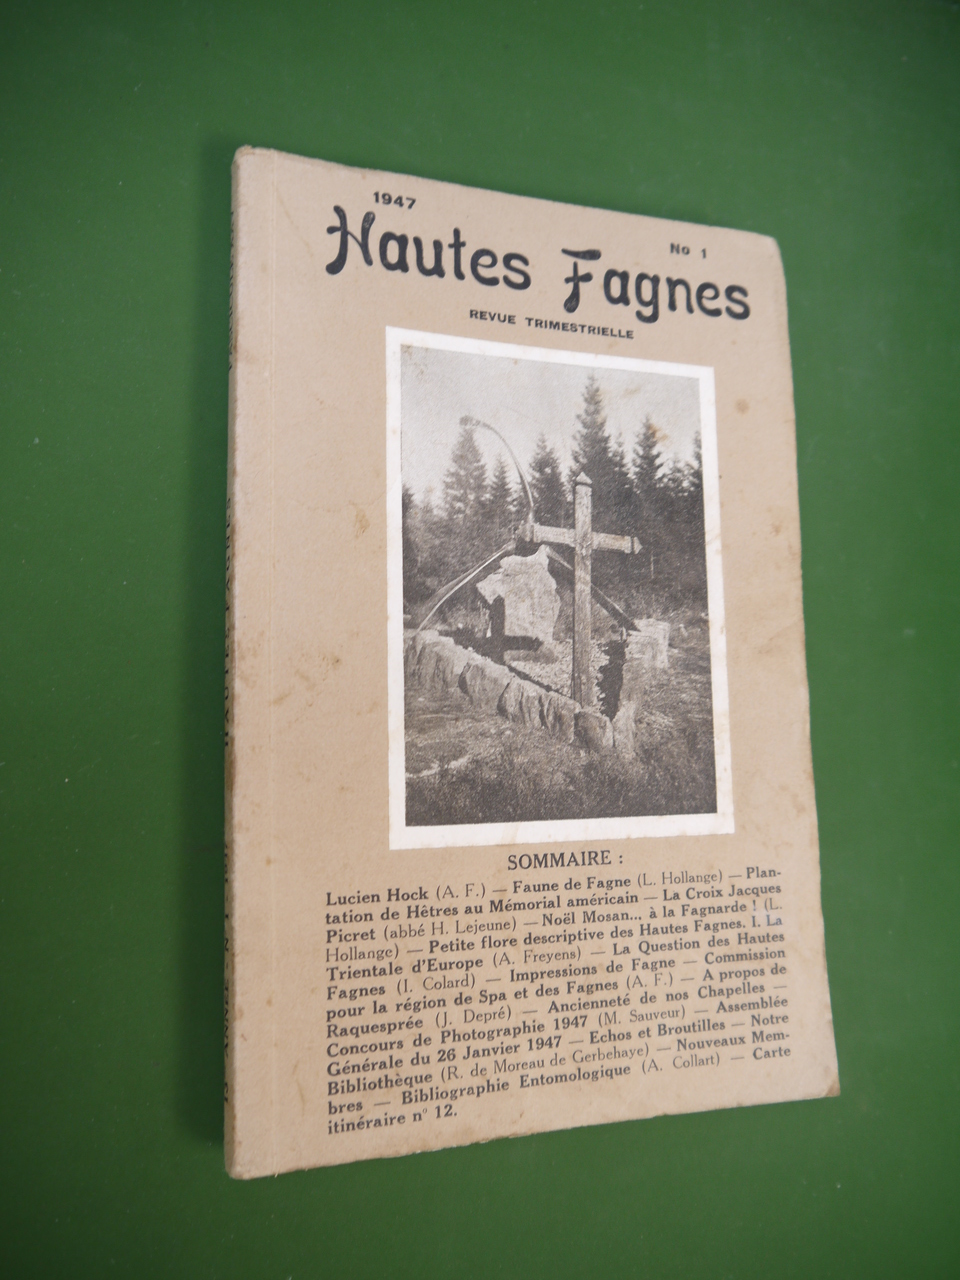 1947
No 1
Hautes Fagnes
REVUE TRIMESTRIELLE
SOMMAIRE :
Lucien Hock (A. F.) — Faune de Fagne (L. Hollange) — Plan-
tation de Hêtres au Mémorial américain — La Croix Jacques
Picret (abbé H. Lejeune) — Noël Mosan... à la Fagnarde ! (L.
Hollange) — Petite flore descriptive des Hautes Fagnes. I. La
Trientale d'Europe (A. Freyens) — La Question des Hautes
Fagnes (I. Colard) — Impressions de Fagne — Commission
pour la région de Spa et des Fagnes (A. F.) — A propos de
Raquesprée (J. Depré) — Ancienneté de nos Chapelles —
Concours de Photographie 1947 (M. Sauveur) — Assemblée
Générale du 26 Janvier 1947 — Echos et Broutilles — Notre
Bibliothèque (R. de Moreau de Gerbehaye) — Nouveaux Mem-
bres — Bibliographie Entomologique (A. Collart) — Carte
itinéraire n° 12.